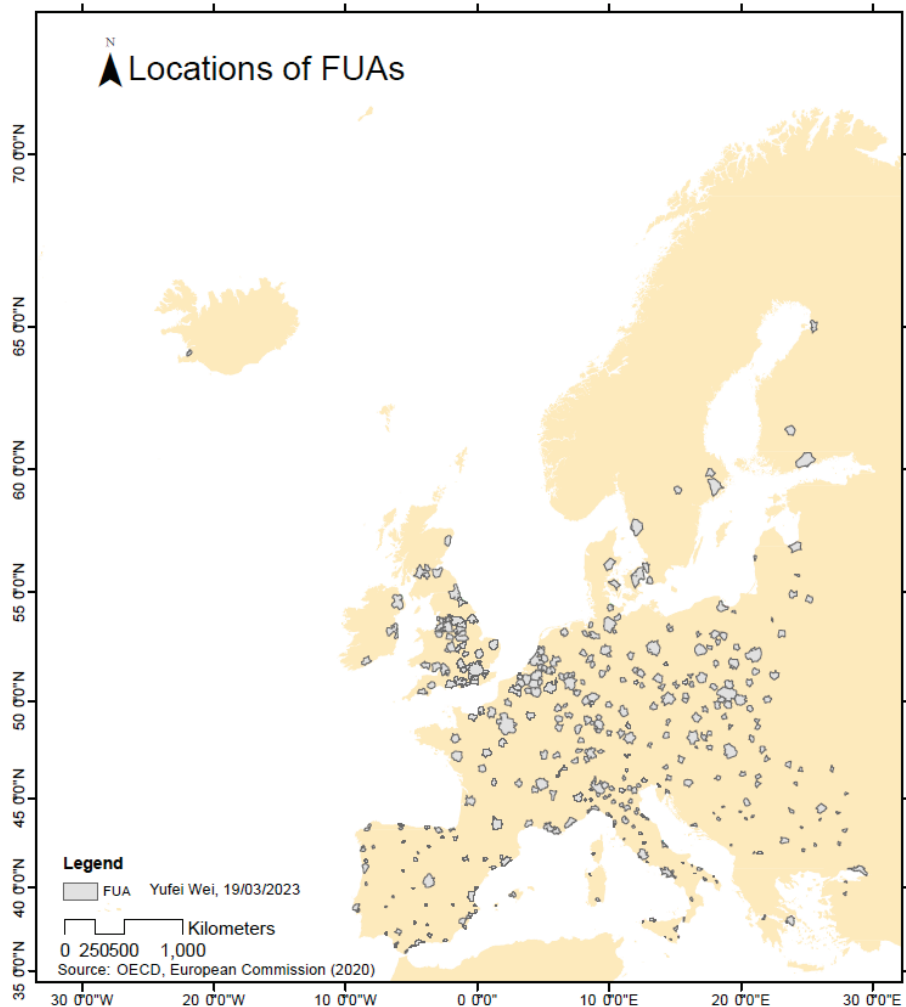 N
Locations of FUAs
70°0'0"N
65°0'0"N
60°0'0"N
55°0'0"N
50°0'0"N
45°0'0"N
40°0'0"N
35°0'0"N
Legend
FUA Yufei Wei, 19/03/2023
Kilometers
0 250500 1,000
Source: OECD, European Commission (2020)
30°0'0"W 20°0'0"W 10°0'0"W 0°0'0" 10°0'0"E 20°0'0"E 30°0'0"E